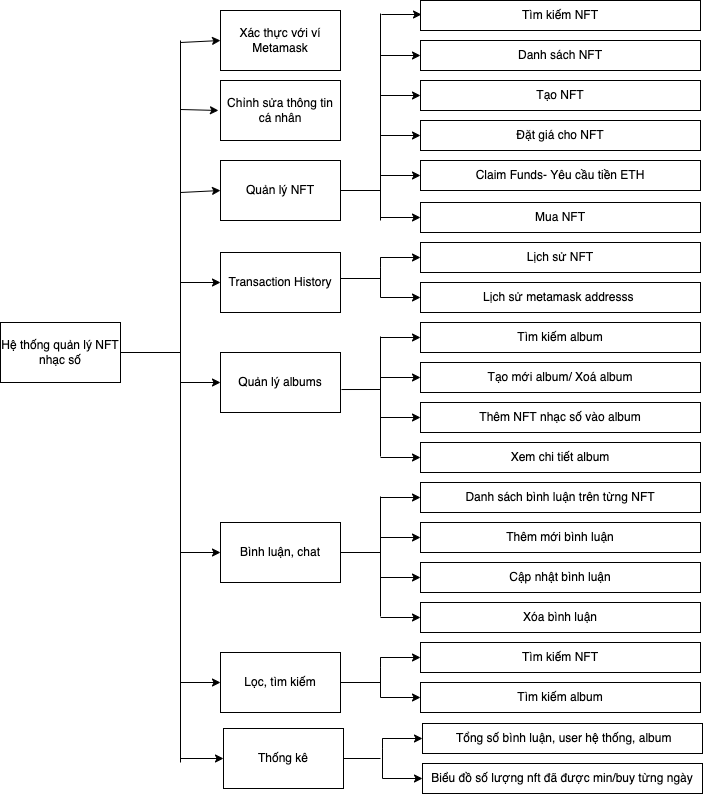 Hệ thống quản lý NFT
nhạc số
Xác thực với ví
Metamask
Chỉnh sửa thông tin
cá nhân
Quản lý NFT
Tìm kiếm NFT
Danh sách NFT
Tạo NFT
Đặt giá cho NFT
Claim Funds- Yêu cầu tiền ETH
Mua NFT
Transaction History
Lịch sử NFT
Lịch sử metamask addresss
Quản lý albums
Tìm kiếm album
Tạo mới album/ Xoá album
Thêm NFT nhạc số vào album
Xem chi tiết album
Bình luận, chat
Danh sách bình luận trên từng NFT
Thêm mới bình luận
Cập nhật bình luận
Xóa bình luận
Lọc, tìm kiếm
Tìm kiếm NFT
Tìm kiếm album
Thống kê
Tổng số bình luận, user hệ thống, album
Biểu đồ số lượng nft đã được min/buy từng ngày